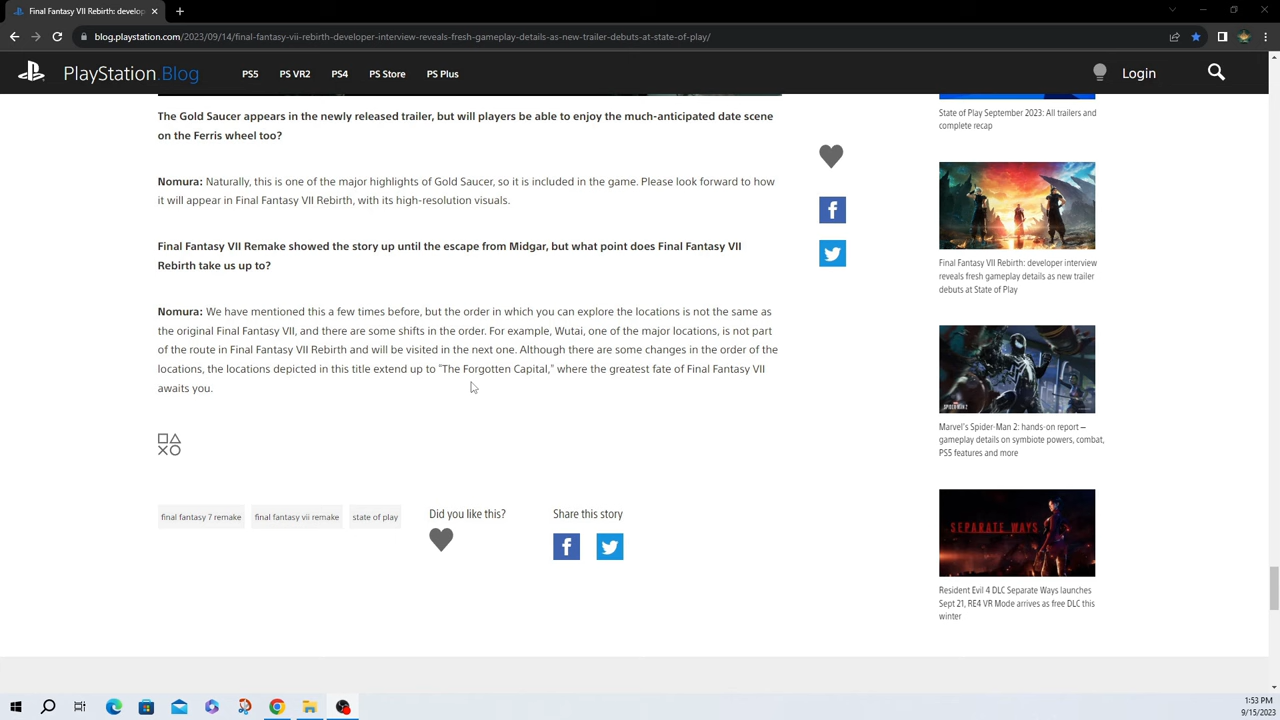 Final Fantasy VII Rebirth: develop
blog.playstation.com/2023/09/14/final-fantasy-vii-rebirth-developer-interview-reveals-fresh-gameplay-details-as-new-trailer-debuts-at-state-of-play/
PlayStation.Blog
PS5
PS VR2
PS4
PS Store
PS Plus
Login
The Gold Saucer appears in the newly released trailer, but will players be able to enjoy the much-anticipated date scene
on the Ferris wheel too?
Nomura: Naturally, this is one of the major highlights of Gold Saucer, so it is included in the game. Please look forward to how
it will appear in Final Fantasy VII Rebirth, with its high-resolution visuals.
Final Fantasy VII Remake showed the story up until the escape from Midgar, but what point does Final Fantasy VII
Rebirth take us up to?
Nomura: We have mentioned this a few times before, but the order in which you can explore the locations is not the same as
the original Final Fantasy VII, and there are some shifts in the order. For example, Wutai, one of the major locations, is not part
of the route in Final Fantasy VII Rebirth and will be visited in the next one. Although there are some changes in the order of the
locations, the locations depicted in this title extend up to "The Forgotten Capital," where the greatest fate of Final Fantasy VII
awaits you.
final fantasy 7 remake
final fantasy vii remake
state of play
Did you like this?
Share this story
State of Play September 2023: All trailers and
complete recap
Final Fantasy VII Rebirth: developer interview
reveals fresh gameplay details as new trailer
debuts at State of Play
SPIDER-MAN 2
Marvel's Spider-Man 2: hands-on report –
gameplay details on symbiote powers, combat,
PS5 features and more
SEPARATE WAYS
Resident Evil 4 DLC Separate Ways launches
Sept 21, RE4 VR Mode arrives as free DLC this
winter
1:53 PM
9/15/2023